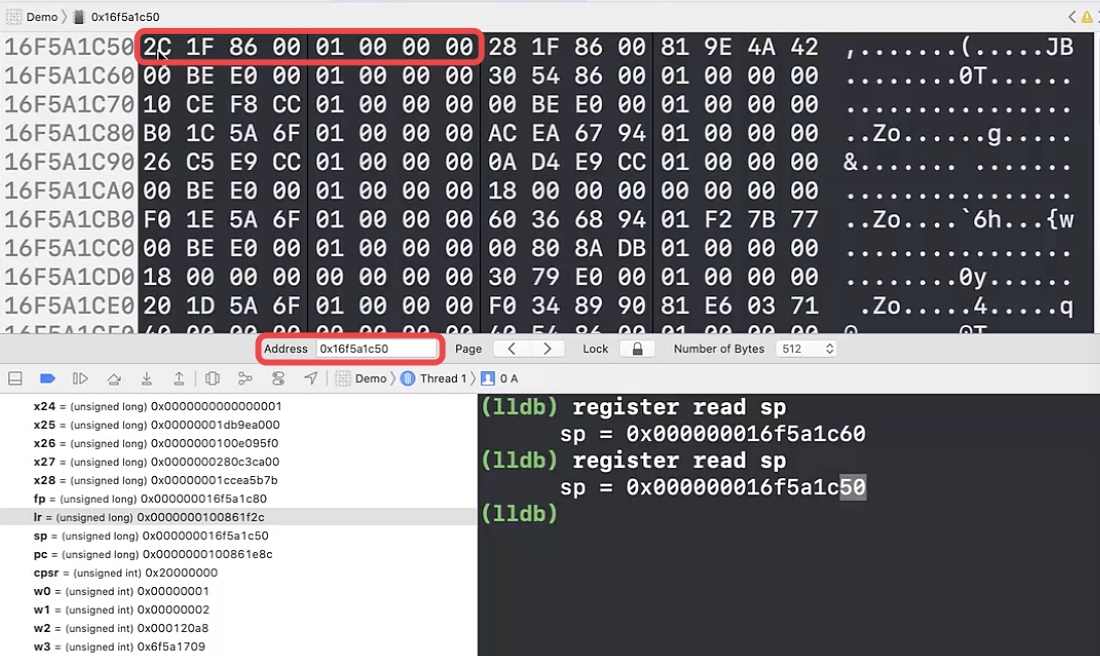 Demo 〉 0x16f5a1c50
16F5A1C50 2C 1F 86 00 01 00 00 00 28 1F 86 00 81 9E 4A 42 ,.......(.....JB
16F5A1C60 00 BE E0 00 01 00 00 00 30 54 86 00 01 00 00 00 ........0T......
16F5A1C70 10 CE F8 CC 01 00 00 00 00 BE E0 00 01 00 00 00 ................
16F5A1C80 B0 1C 5A 6F 01 00 00 00 AC EA 67 94 01 00 00 00 ..Zo......g.....
16F5A1C90 26 C5 E9 CC 01 00 00 00 0A D4 E9 CC 01 00 00 00 &....... .......
16F5A1CA0 00 BE E0 00 01 00 00 00 18 00 00 00 00 00 00 00 ................
16F5A1CB0 F0 1E 5A 6F 01 00 00 00 60 36 68 94 01 F2 7B 77 ..Zo....`6h...{w
16F5A1CC0 00 BE E0 00 01 00 00 00 00 80 8A DB 01 00 00 00 ................
16F5A1CD0 18 00 00 00 00 00 00 00 30 79 E0 00 01 00 00 00 ........0y......
16F5A1CE0 20 1D 5A 6F 01 00 00 00 F0 34 89 90 81 E6 03 71  .Zo.....4.....q
Address 0x16f5a1c50 Page Lock Number of Bytes 512
Demo 〉 Thread 1 〉 0 A
x24 = (unsigned long) 0x0000000000000001
x25 = (unsigned long) 0x00000001db9ea000
x26 = (unsigned long) 0x0000000100e095f0
x27 = (unsigned long) 0x0000000280c3ca00
x28 = (unsigned long) 0x00000001ccea5b7b
fp = (unsigned long) 0x000000016f5a1c80
lr = (unsigned long) 0x0000000100861f2c
sp = (unsigned long) 0x000000016f5a1c50
pc = (unsigned long) 0x0000000100861e8c
cpsr = (unsigned int) 0x20000000
w0 = (unsigned int) 0x00000001
w1 = (unsigned int) 0x00000002
w2 = (unsigned int) 0x000120a8
w3 = (unsigned int) 0x6f5a1709
(lldb) register read sp
sp = 0x000000016f5a1c60
(lldb) register read sp
sp = 0x000000016f5a1c50
(lldb)